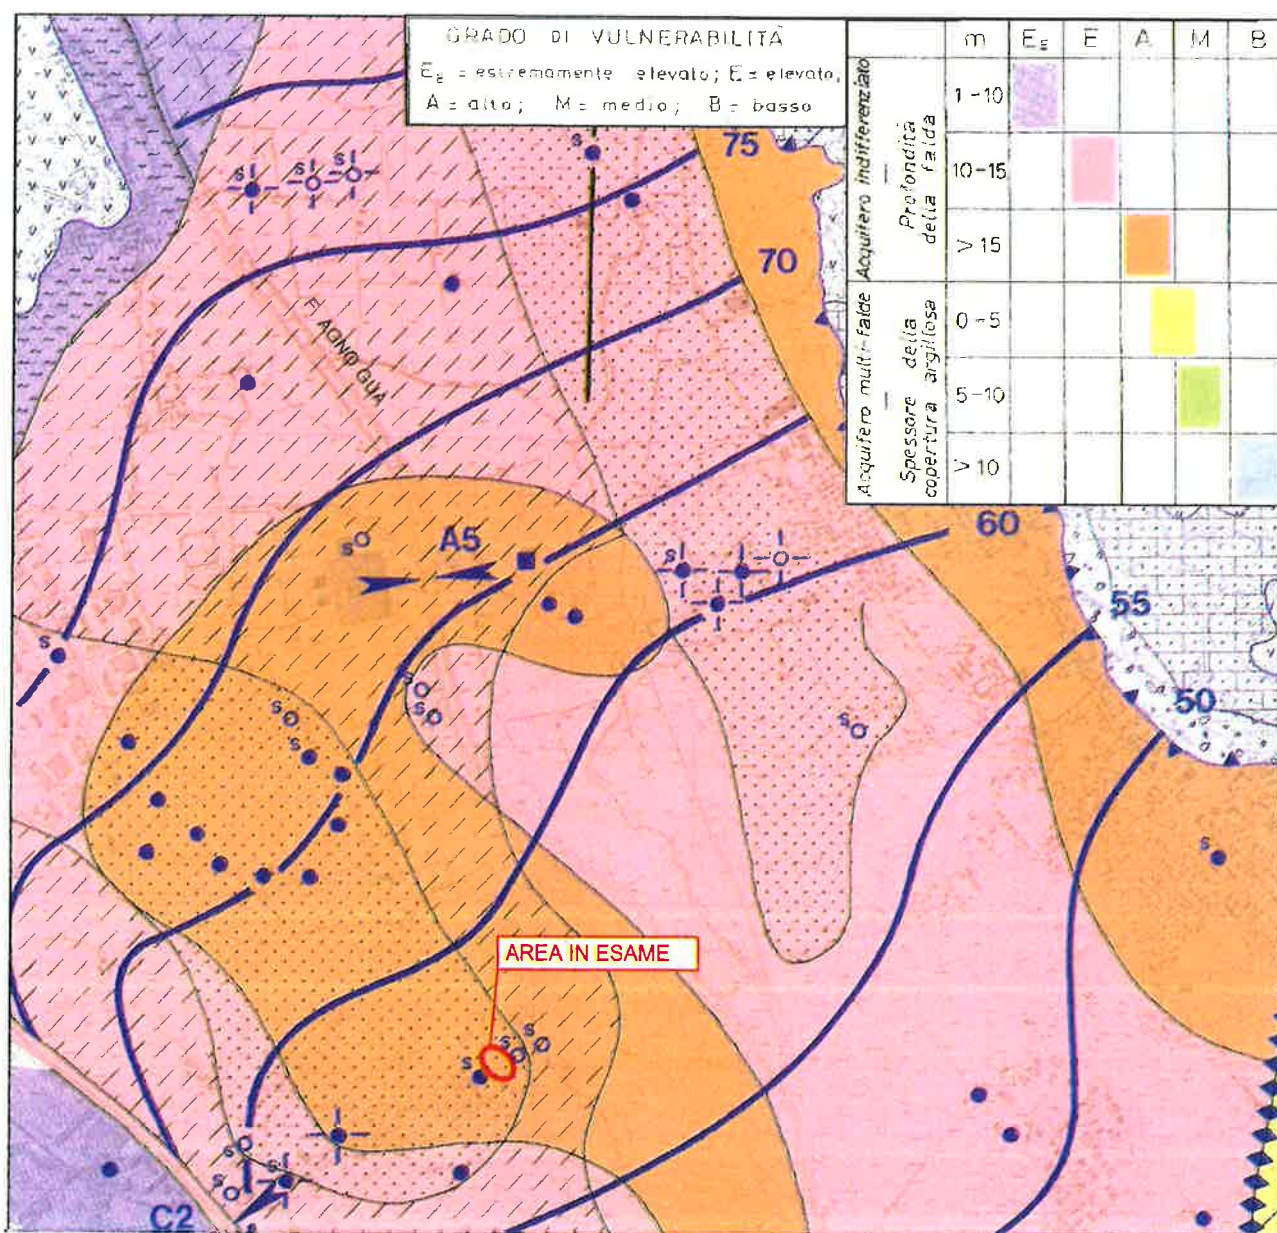 GRADO DI VULNERABILITÀ
Eₑ = estremamente elevato; E = elevato,
A = alto; M = medio; B = basso
m Eₑ E A M B
Acquifero indifferenziato
Profondità
della falda
1-10
10-15
> 15
Acquifero multi-falde
Spessore della
copertura argillosa
0-5
5-10
> 10
75
70
60
55
50
F. AGNO GUA
A5
s
s
s
s
s
s
s
s
s
s
s
s
s
AREA IN ESAME
s
s
s
s
s
s
C2